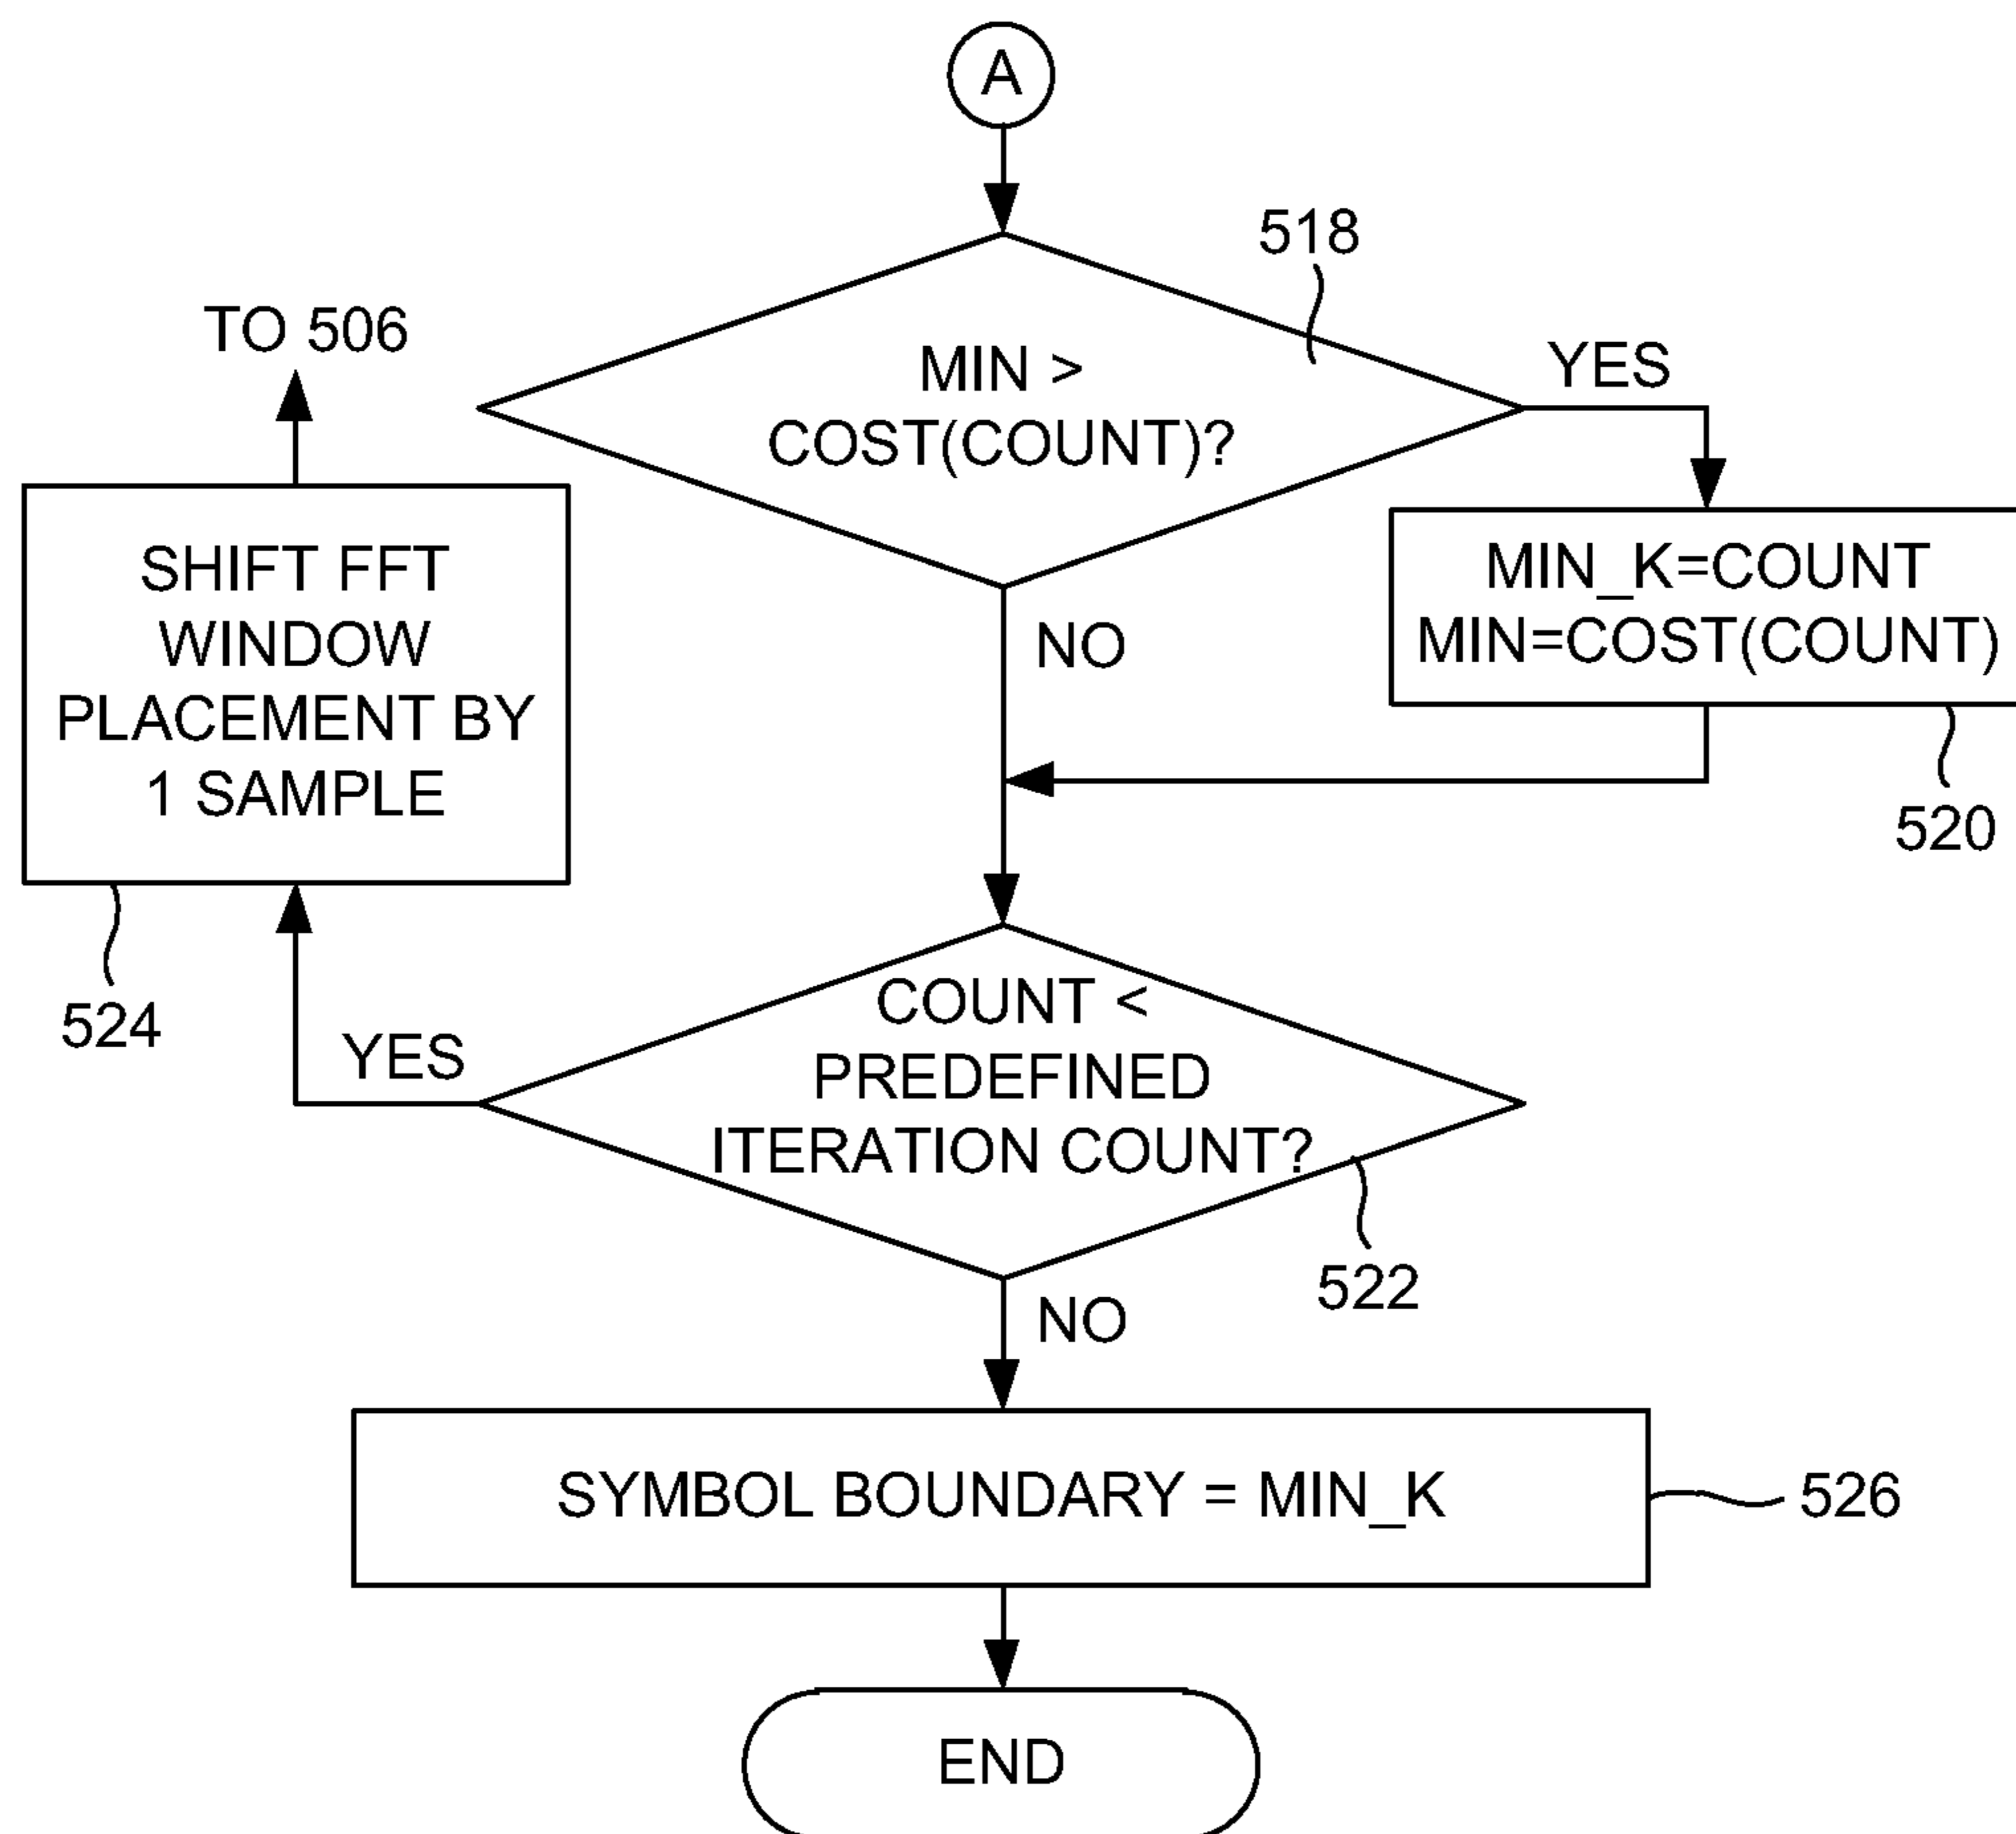 A
518
MIN >
COST(COUNT)?
YES
TO 506
MIN_K=COUNT
MIN=COST(COUNT)
520
SHIFT FFT
WINDOW
PLACEMENT BY
1 SAMPLE
524
NO
COUNT <
PREDEFINED
ITERATION COUNT?
YES
522
NO
SYMBOL BOUNDARY = MIN_K
526
END